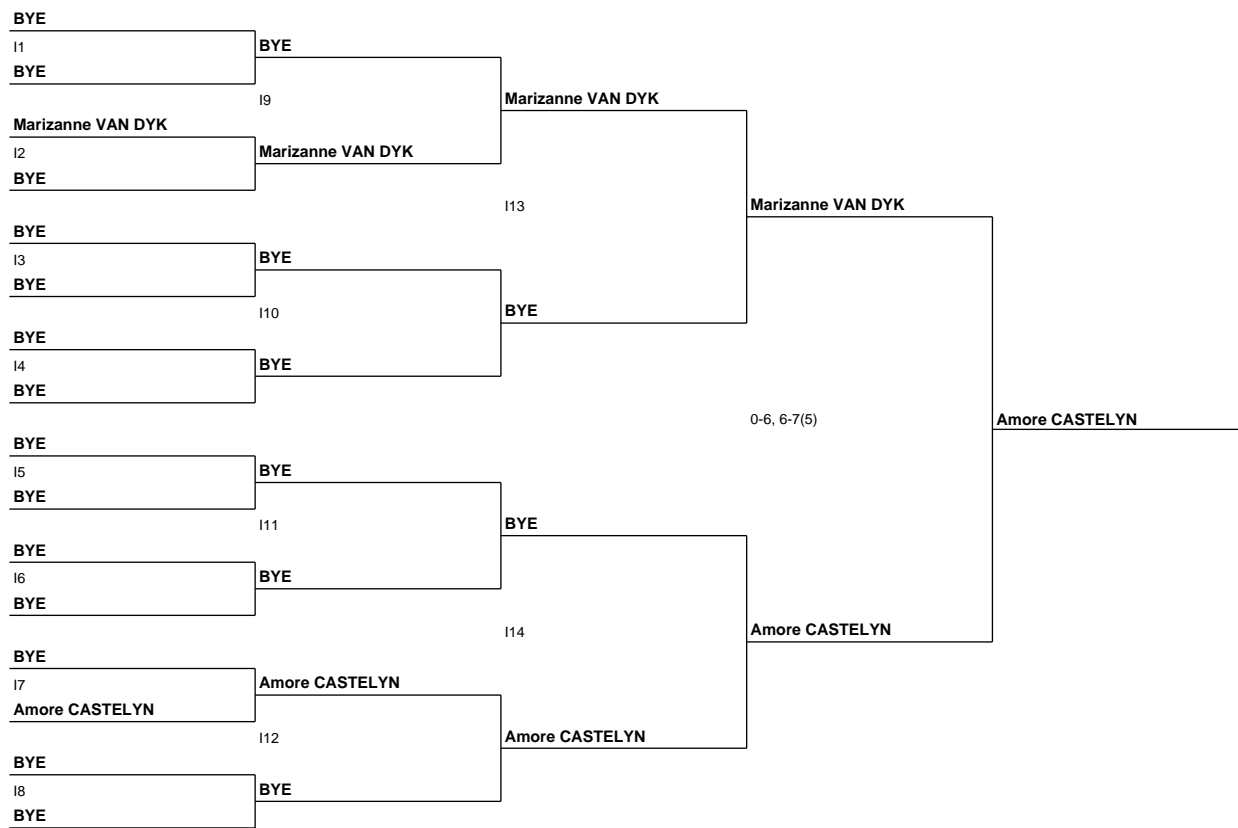 BYE
I1
BYE
BYE
I9
Marizanne VAN DYK
Marizanne VAN DYK
I2
Marizanne VAN DYK
BYE
I13
Marizanne VAN DYK
BYE
I3
BYE
BYE
I10
BYE
BYE
I4
BYE
BYE
0-6, 6-7(5)
Amore CASTELYN
BYE
I5
BYE
BYE
I11
BYE
BYE
I6
BYE
BYE
I14
Amore CASTELYN
BYE
I7
Amore CASTELYN
Amore CASTELYN
I12
Amore CASTELYN
BYE
I8
BYE
BYE